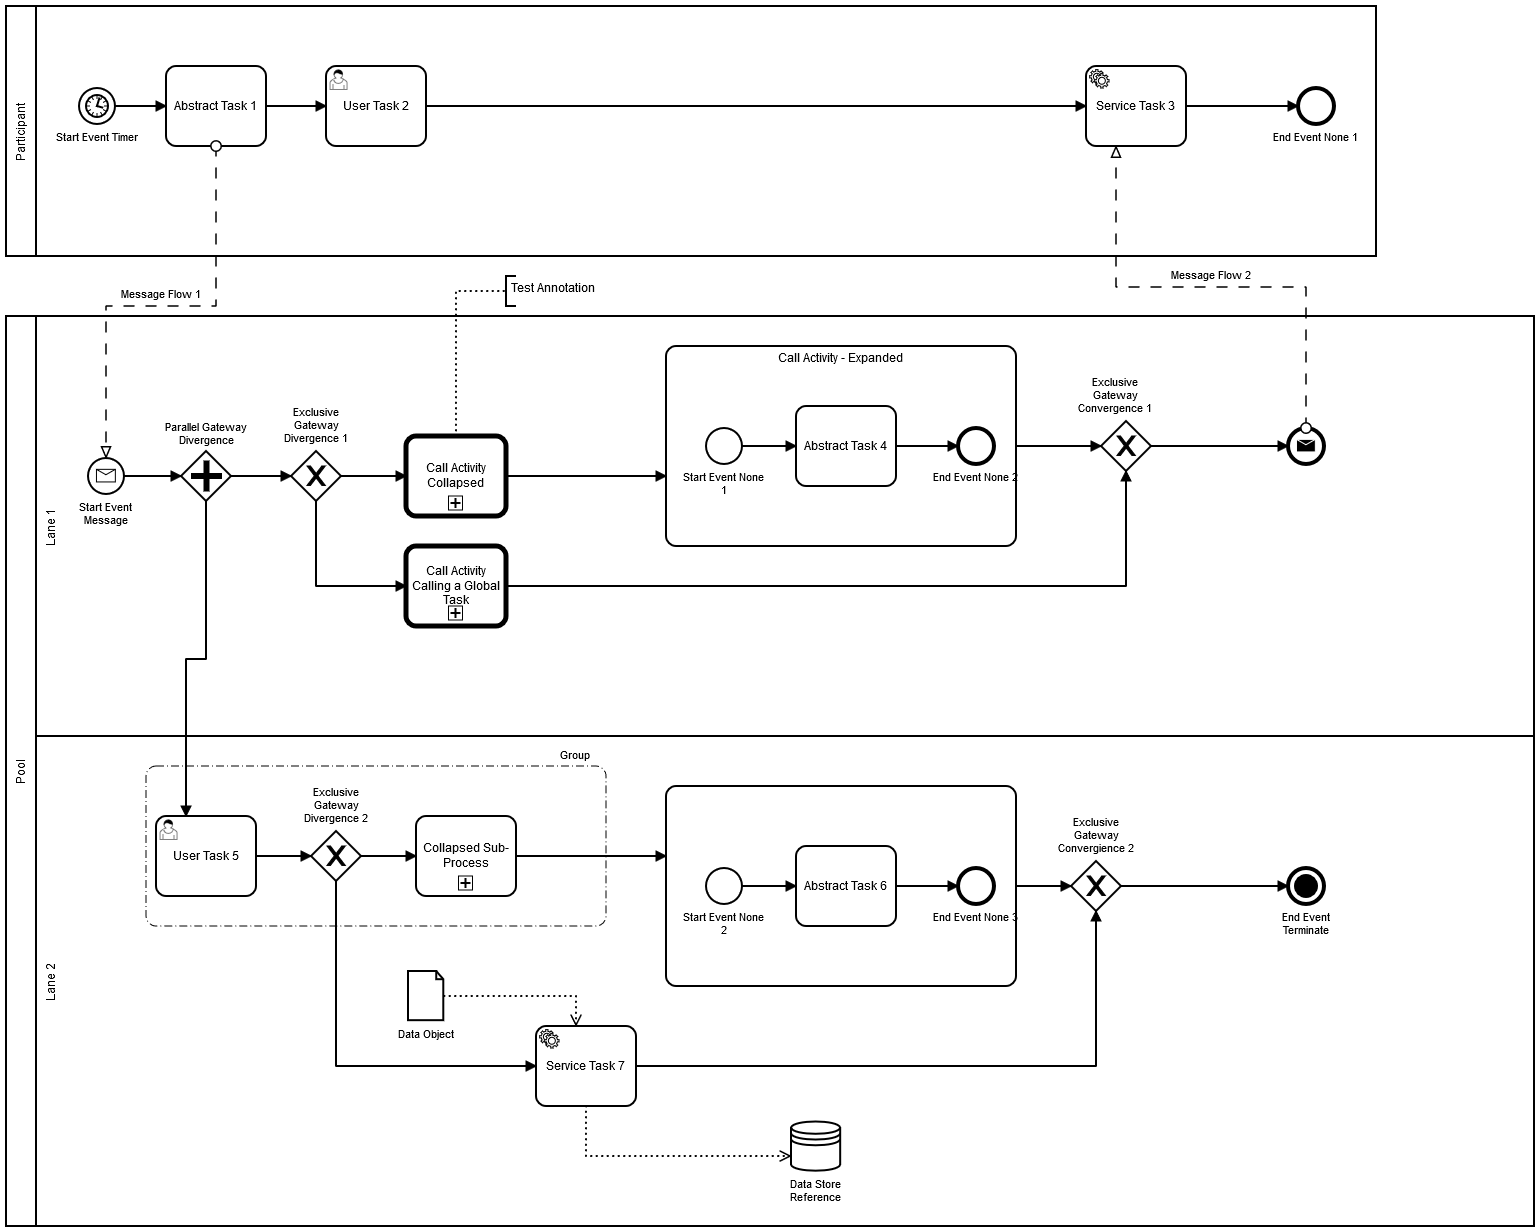 Participant
Start Event Timer
Abstract Task 1
User Task 2
Service Task 3
End Event None 1
Message Flow 1
Test Annotation
Message Flow 2
Pool
Lane 1
Start Event
Message
Parallel Gateway
Divergence
Exclusive
Gateway
Divergence 1
Call Activity
Collapsed
Call Activity
Calling a Global
Task
Call Activity - Expanded
Start Event None
1
Abstract Task 4
End Event None 2
Exclusive
Gateway
Convergence 1
Lane 2
Group
User Task 5
Exclusive
Gateway
Divergence 2
Collapsed Sub-
Process
Start Event None
2
Abstract Task 6
End Event None 3
Exclusive
Gateway
Convergience 2
End Event
Terminate
Data Object
Service Task 7
Data Store
Reference